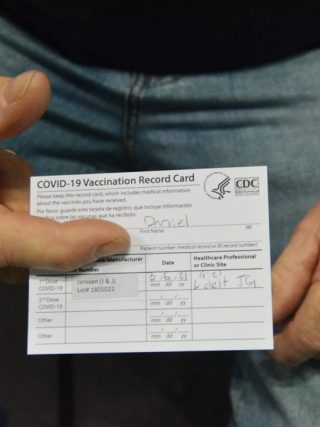 COVID-19 Vaccination Record Card
Please keep this record card, which includes medical information
about the vaccines you have received.
Por favor, guarde esta tarjeta de registro, que incluye información
sobre las vacunas que ha recibido.
CDC
Daniel
First Name MI
Patient number (medical record or IIS record number)
Manufacturer Date Healthcare Professional
Number or Clinic Site
1st Dose Janssen (J & J)
COVID-19 Lot# 1805022 mm dd yy
2nd Dose
COVID-19 mm dd yy
Other mm dd yy
Other mm dd yy